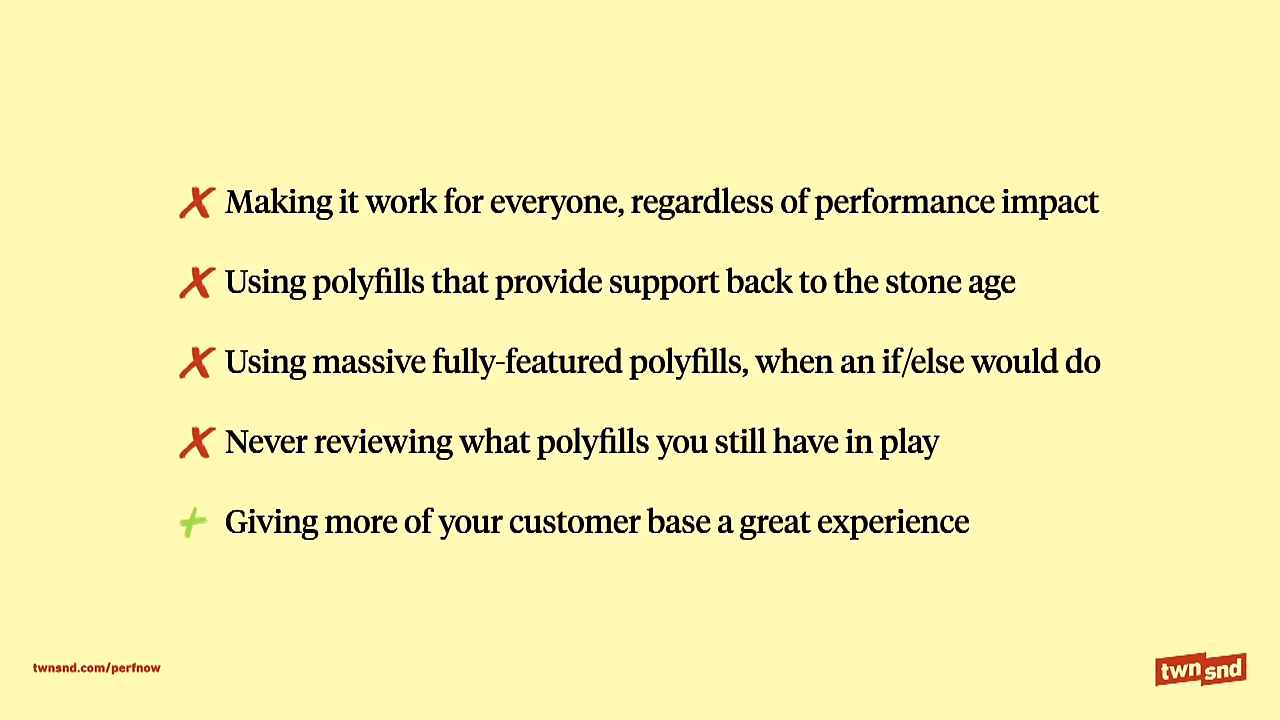 ✗ Making it work for everyone, regardless of performance impact
✗ Using polyfills that provide support back to the stone age
✗ Using massive fully-featured polyfills, when an if/else would do
✗ Never reviewing what polyfills you still have in play
+ Giving more of your customer base a great experience
twnsnd.com/perfnow
twn snd